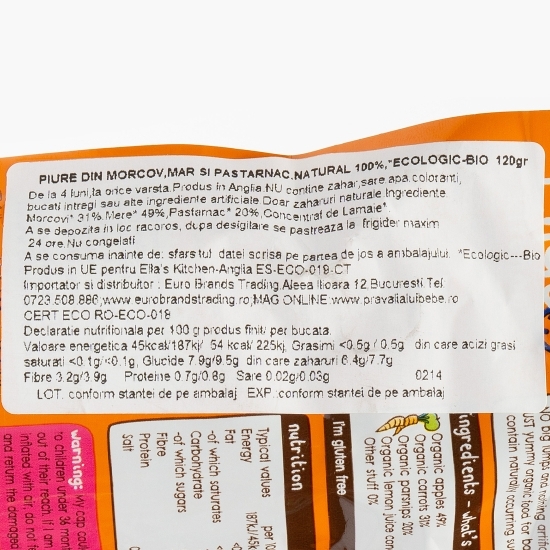 PIURE DIN MORCOV,MAR SI PASTARNAC,NATURAL 100%,*ECOLOGIC-BIO 120gr
De la 4 luni,la orice varsta.Produs in Anglia.NU contine zahar,sare,apa,coloranti,
bucati intregi sau alte ingrediente artificiale.Doar zaharuri naturale.Ingrediente
Morcovi* 31%,Mere* 49%,Pastarnac* 20%,Concentrat de Lamaie*
A se depozita in loc racoros, dupa desigilare se pastreaza la frigider maxim
24 ore.Nu congelati
A se consuma inainte de: sfarsitul datei scrisa pe partea de jos a ambalajului. *Ecologic---Bio
Produs in UE pentru Ella's Kitchen-Anglia ES-ECO-019-CT
Importator si distribuitor : Euro Brands Trading,Aleea Ilioara 12,Bucuresti,Tel:
0723.508.886,www.eurobrandstrading.ro,MAG ONLINE:www.pravalialuibebe.ro
CERT ECO RO-ECO-018
Declaratie nutritionala per 100 g produs finit/ per bucata.
Valoare energetica 45kcal/187kj/ 54 kcal/ 225kj, Grasimi <0.5g / 0.6g din care acizi grasi
saturati <0.1g/<0.1g, Glucide 7.9g/9.5g din care zaharuri 6.4g/7.7g
Fibre 3.2g/3.9g Proteine 0.7g/0.8g Sare 0.02g/0.03g 0214
LOT. conform stantei de pe ambalaj EXP.:conform stantei de pe ambalaj
ingredients - what's
Organic apples 49%
Organic carrots 31%
Organic parsnips 20%
Organic lemon juice con
Other stuff 0%
I'm gluten free
nutrition
Typical values per 10
Energy 187kJ/45k
Fat
-of which saturates
Carbohydrate
-of which sugars
Fibre
Protein
Salt
warning: my cap coul
to children under 36 mon
out of their reach. If I am
inflated with air, do not f
and return the damaged